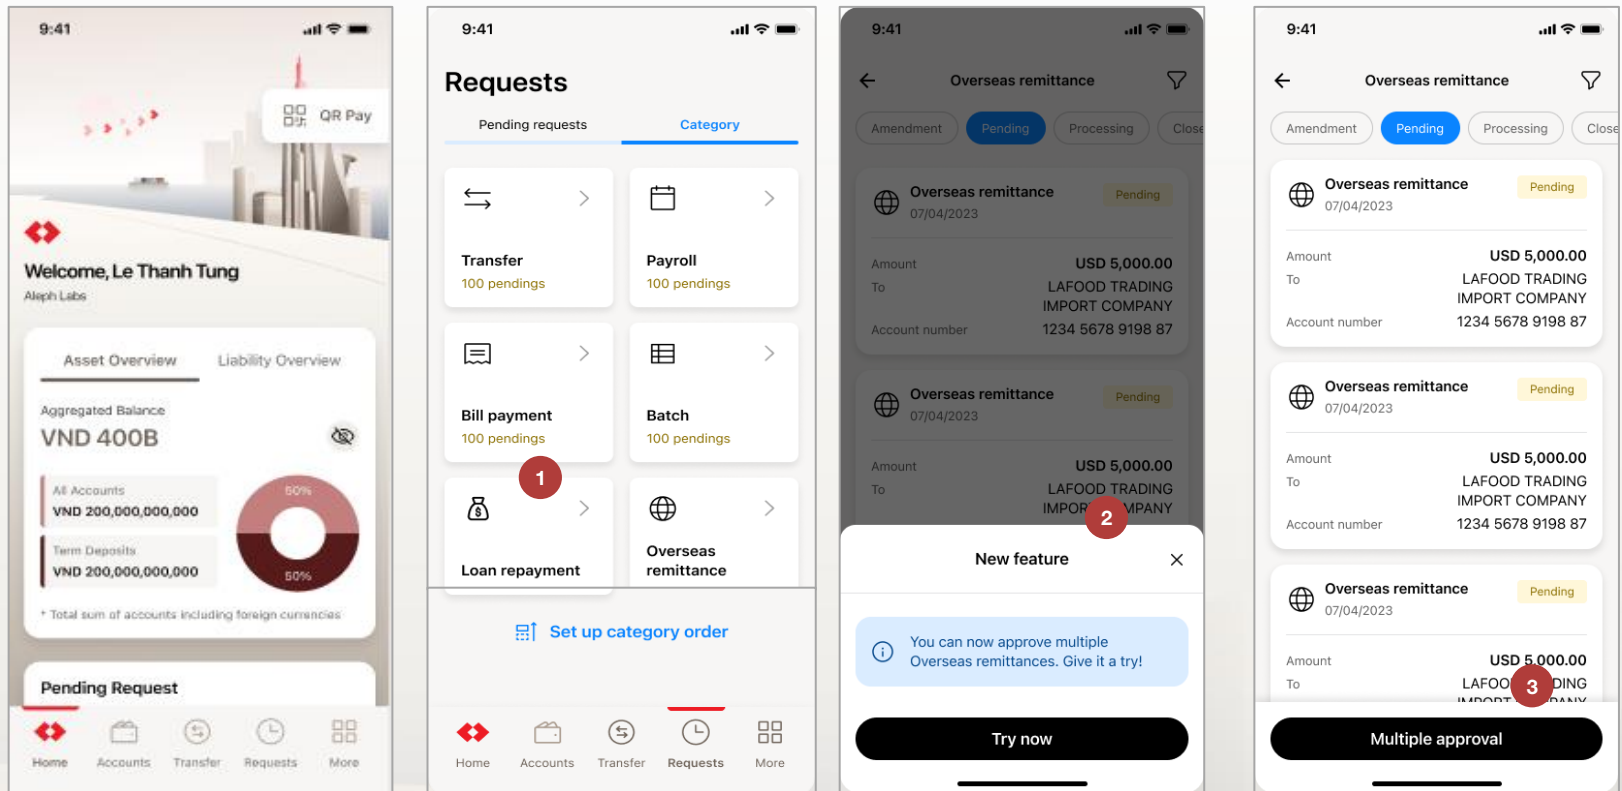 9:41
QR Pay
Welcome, Le Thanh Tung
Aleph Labs
Asset Overview
Liability Overview
Aggregated Balance
VND 400B
All Accounts
VND 200,000,000,000
Term Deposits
VND 200,000,000,000
50%
50%
* Total sum of accounts including foreign currencies
Pending Request
Home
Accounts
Transfer
Requests
More
9:41
Requests
Pending requests
Category
Transfer
100 pendings
Payroll
100 pendings
Bill payment
100 pendings
Batch
100 pendings
1
Loan repayment
Overseas
remittance
Set up category order
Home
Accounts
Transfer
Requests
More
9:41
Overseas remittance
Amendment
Pending
Processing
Close
Overseas remittance
Pending
07/04/2023
Amount
USD 5,000.00
To
LAFOOD TRADING
IMPORT COMPANY
Account number
1234 5678 9198 87
Overseas remittance
Pending
07/04/2023
Amount
USD 5,000.00
To
LAFOOD TRADING
2
New feature
You can now approve multiple
Overseas remittances. Give it a try!
Try now
9:41
Overseas remittance
Amendment
Pending
Processing
Close
Overseas remittance
Pending
07/04/2023
Amount
USD 5,000.00
To
LAFOOD TRADING
IMPORT COMPANY
Account number
1234 5678 9198 87
Overseas remittance
Pending
07/04/2023
Amount
USD 5,000.00
To
LAFOOD TRADING
IMPORT COMPANY
Account number
1234 5678 9198 87
Overseas remittance
Pending
07/04/2023
Amount
USD 5,000.00
To
3
Multiple approval